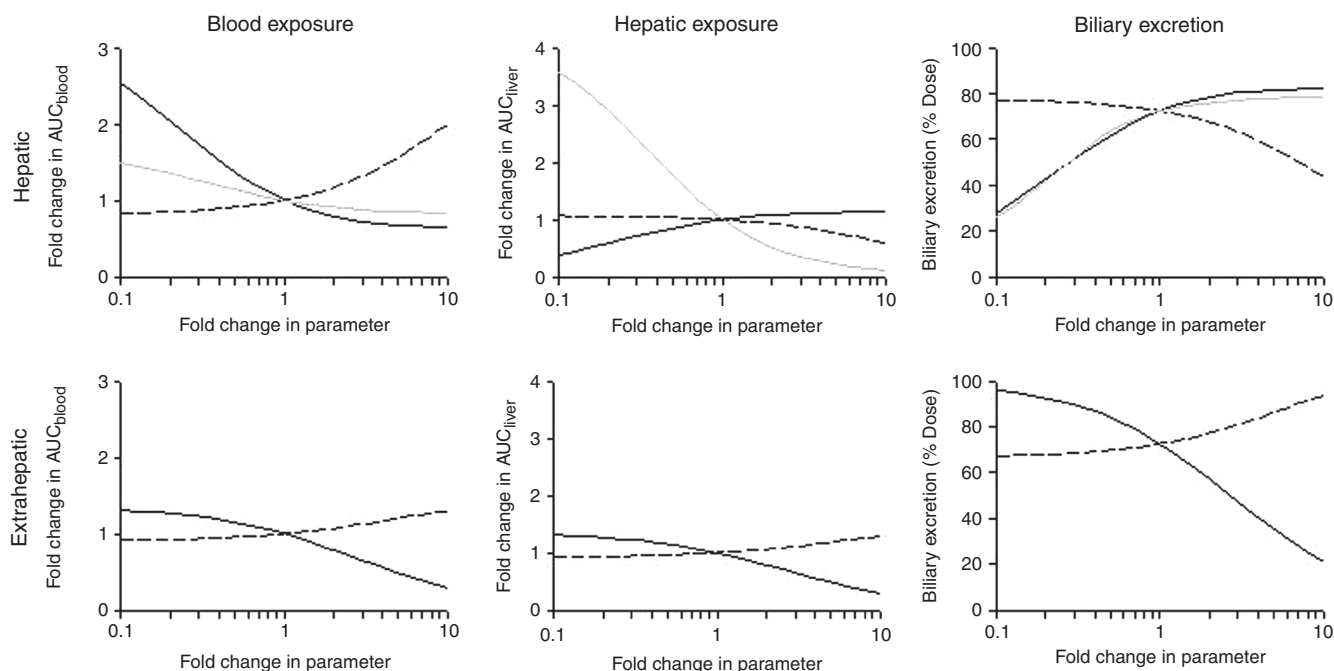 Blood exposure
Hepatic exposure
Biliary excretion
Hepatic
Fold change in AUCblood
3
2
1
0
0.1
1
10
Fold change in parameter
Fold change in AUCliver
4
3
2
1
0
0.1
1
10
Fold change in parameter
Biliary excretion (% Dose)
100
80
60
40
20
0
0.1
1
10
Fold change in parameter
Extrahepatic
Fold change in AUCblood
3
2
1
0
0.1
1
10
Fold change in parameter
Fold change in AUCliver
4
3
2
1
0
0.1
1
10
Fold change in parameter
Biliary excretion (% Dose)
100
80
60
40
20
0
0.1
1
10
Fold change in parameter